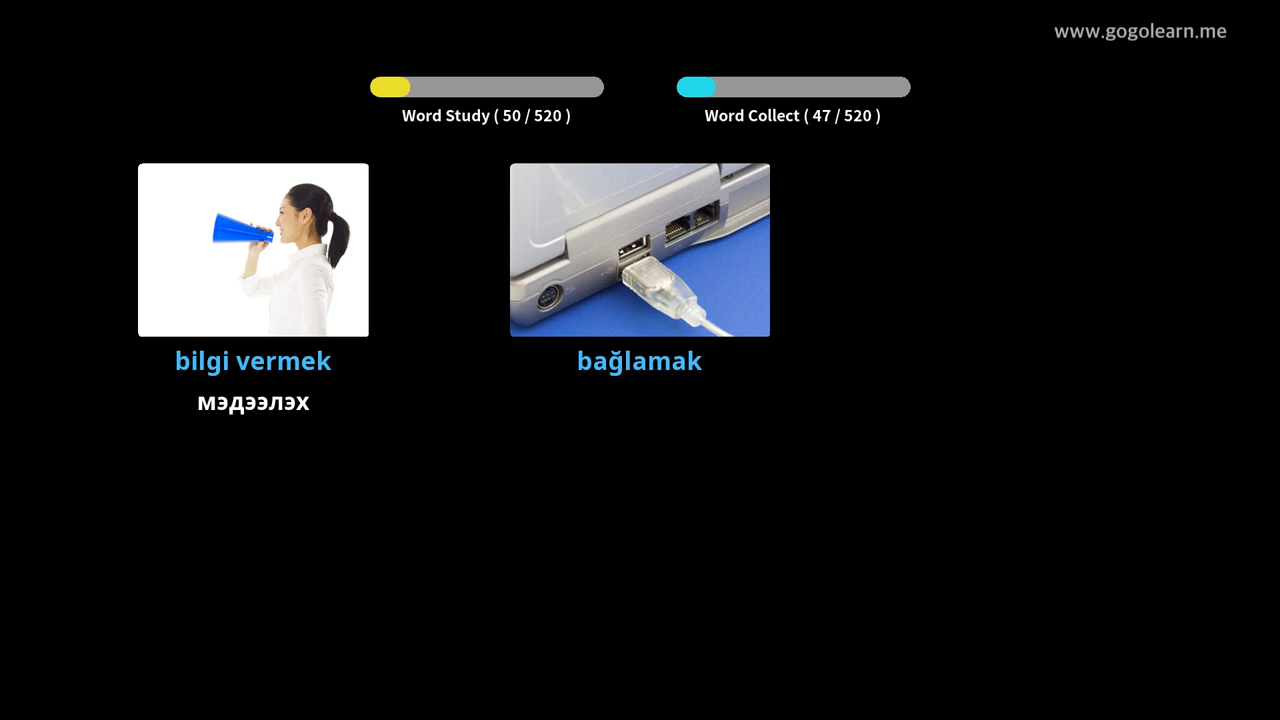 www.gogolearn.me
Word Study ( 50 / 520 )
Word Collect ( 47 / 520 )
bilgi vermek
bağlamak
мэдээлэх